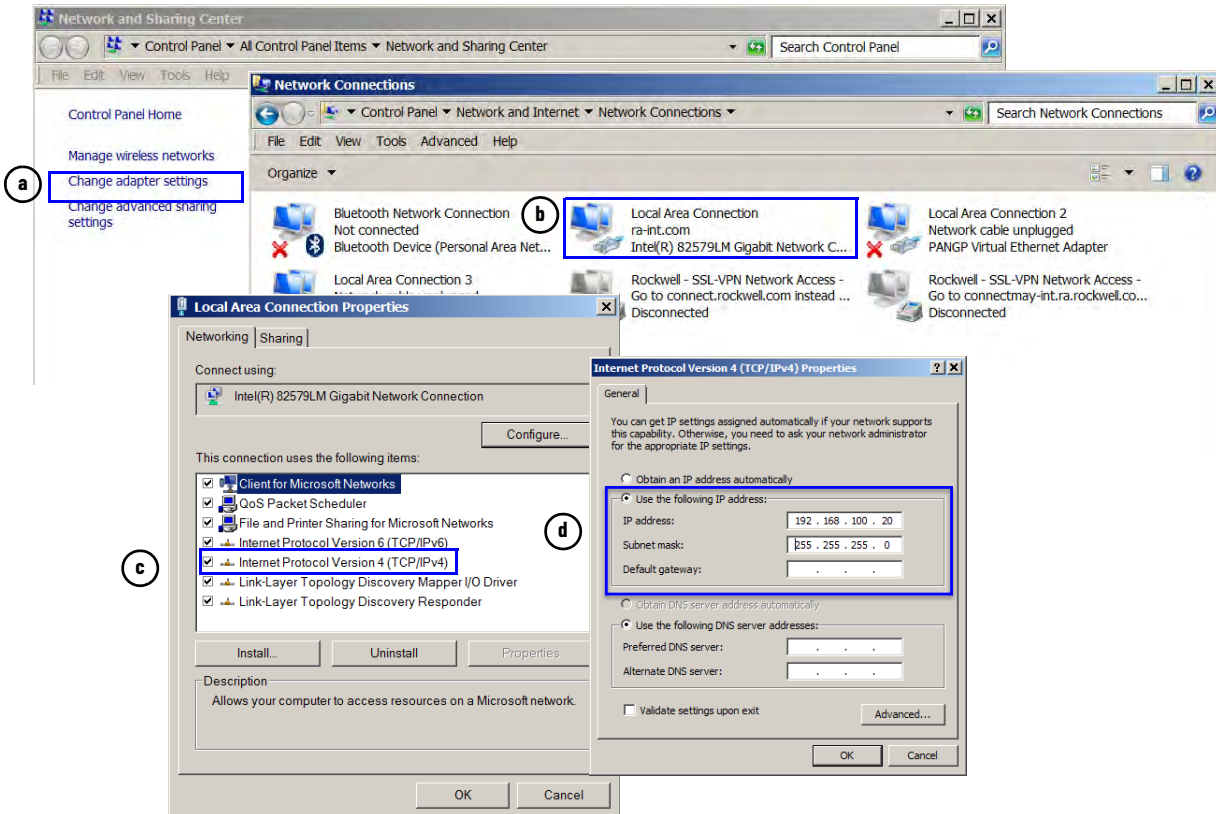 Network and Sharing Center
Control Panel All Control Panel Items Network and Sharing Center
Search Control Panel
File Edit View Tools Help
Control Panel Home
Manage wireless networks
a
Change adapter settings
Change advanced sharing
settings
Network Connections
Control Panel Network and Internet Network Connections
Search Network Connections
File Edit View Tools Advanced Help
Organize
Bluetooth Network Connection
Not connected
Bluetooth Device (Personal Area Net...
b
Local Area Connection
ra-int.com
Intel(R) 82579LM Gigabit Network C...
Local Area Connection 2
Network cable unplugged
PANGP Virtual Ethernet Adapter
Local Area Connection 3
Rockwell - SSL-VPN Network Access -
Go to connect.rockwell.com instead ...
Disconnected
Rockwell - SSL-VPN Network Access -
Go to connectmay-int.ra.rockwell.co...
Disconnected
Local Area Connection Properties
Networking Sharing
Connect using:
Intel(R) 82579LM Gigabit Network Connection
Configure...
This connection uses the following items:
Client for Microsoft Networks
QoS Packet Scheduler
File and Printer Sharing for Microsoft Networks
Internet Protocol Version 6 (TCP/IPv6)
c
Internet Protocol Version 4 (TCP/IPv4)
Link-Layer Topology Discovery Mapper I/O Driver
Link-Layer Topology Discovery Responder
Install... Uninstall Properties
Description
Allows your computer to access resources on a Microsoft network.
OK Cancel
Internet Protocol Version 4 (TCP/IPv4) Properties
General
You can get IP settings assigned automatically if your network supports
this capability. Otherwise, you need to ask your network administrator
for the appropriate IP settings.
Obtain an IP address automatically
d
Use the following IP address:
IP address: 192 . 168 . 100 . 20
Subnet mask: 255 . 255 . 255 . 0
Default gateway: . . .
Obtain DNS server address automatically
Use the following DNS server addresses:
Preferred DNS server: . . .
Alternate DNS server: . . .
Validate settings upon exit
Advanced...
OK Cancel